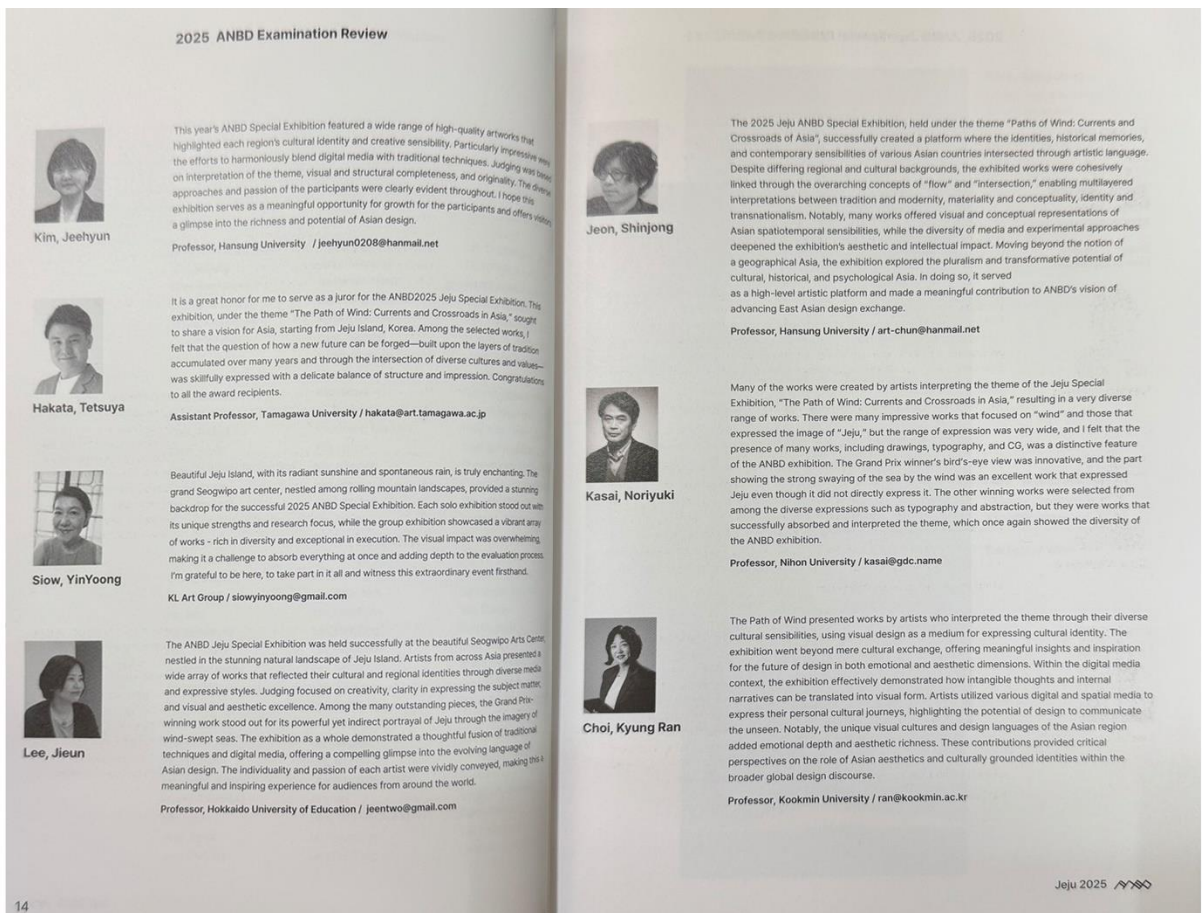 2025 ANBD Examination Review
This year's ANBD Special Exhibition featured a wide range of high-quality artworks that
highlighted each region's cultural identity and creative sensibility. Particularly impressive was
the efforts to harmoniously blend digital media with traditional techniques. Judging was based
on interpretation of the theme, visual and structural completeness, and originality. The diverse
approaches and passion of the participants were clearly evident throughout. I hope this
exhibition serves as a meaningful opportunity for growth for the participants and offers visitors
a glimpse into the richness and potential of Asian design.
Kim, Jeehyun
Professor, Hansung University / jeehyun0208@hanmail.net
It is a great honor for me to serve as a juror for the ANBD2025 Jeju Special Exhibition. This
exhibition, under the theme "The Path of Wind: Currents and Crossroads in Asia," sought
to share a vision for Asia, starting from Jeju Island, Korea. Among the selected works, I
felt that the question of how a new future can be forged—built upon the layers of tradition
accumulated over many years and through the intersection of diverse cultures and values—
was skillfully expressed with a delicate balance of structure and impression. Congratulations
to all the award recipients.
Hakata, Tetsuya
Assistant Professor, Tamagawa University / hakata@art.tamagawa.ac.jp
Beautiful Jeju Island, with its radiant sunshine and spontaneous rain, is truly enchanting. The
grand Seogwipo art center, nestled among rolling mountain landscapes, provided a stunning
backdrop for the successful 2025 ANBD Special Exhibition. Each solo exhibition stood out with
its unique strengths and research focus, while the group exhibition showcased a vibrant array
of works - rich in diversity and exceptional in execution. The visual impact was overwhelming,
making it a challenge to absorb everything at once and adding depth to the evaluation process.
I'm grateful to be here, to take part in it all and witness this extraordinary event firsthand.
Siow, YinYoong
KL Art Group / siowyinyoong@gmail.com
The ANBD Jeju Special Exhibition was held successfully at the beautiful Seogwipo Arts Center,
nestled in the stunning natural landscape of Jeju Island. Artists from across Asia presented a
wide array of works that reflected their cultural and regional identities through diverse media
and expressive styles. Judging focused on creativity, clarity in expressing the subject matter,
and visual and aesthetic excellence. Among the many outstanding pieces, the Grand Prix-
winning work stood out for its powerful yet indirect portrayal of Jeju through the imagery of
wind-swept seas. The exhibition as a whole demonstrated a thoughtful fusion of traditional
techniques and digital media, offering a compelling glimpse into the evolving language of
Asian design. The individuality and passion of each artist were vividly conveyed, making this a
meaningful and inspiring experience for audiences from around the world.
Lee, Jieun
Professor, Hokkaido University of Education / jeentwo@gmail.com
14
The 2025 Jeju ANBD Special Exhibition, held under the theme "Paths of Wind: Currents and
Crossroads of Asia", successfully created a platform where the identities, historical memories,
and contemporary sensibilities of various Asian countries intersected through artistic language.
Despite differing regional and cultural backgrounds, the exhibited works were cohesively
linked through the overarching concepts of "flow" and "intersection," enabling multilayered
interpretations between tradition and modernity, materiality and conceptuality, identity and
transnationalism. Notably, many works offered visual and conceptual representations of
Asian spatiotemporal sensibilities, while the diversity of media and experimental approaches
deepened the exhibition's aesthetic and intellectual impact. Moving beyond the notion of
a geographical Asia, the exhibition explored the pluralism and transformative potential of
cultural, historical, and psychological Asia. In doing so, it served
as a high-level artistic platform and made a meaningful contribution to ANBD's vision of
advancing East Asian design exchange.
Jeon, Shinjong
Professor, Hansung University / art-chun@hanmail.net
Many of the works were created by artists interpreting the theme of the Jeju Special
Exhibition, "The Path of Wind: Currents and Crossroads in Asia," resulting in a very diverse
range of works. There were many impressive works that focused on "wind" and those that
expressed the image of "Jeju," but the range of expression was very wide, and I felt that the
presence of many works, including drawings, typography, and CG, was a distinctive feature
of the ANBD exhibition. The Grand Prix winner's bird's-eye view was innovative, and the part
showing the strong swaying of the sea by the wind was an excellent work that expressed
Jeju even though it did not directly express it. The other winning works were selected from
among the diverse expressions such as typography and abstraction, but they were works that
successfully absorbed and interpreted the theme, which once again showed the diversity of
the ANBD exhibition.
Kasai, Noriyuki
Professor, Nihon University / kasai@gdc.name
The Path of Wind presented works by artists who interpreted the theme through their diverse
cultural sensibilities, using visual design as a medium for expressing cultural identity. The
exhibition went beyond mere cultural exchange, offering meaningful insights and inspiration
for the future of design in both emotional and aesthetic dimensions. Within the digital media
context, the exhibition effectively demonstrated how intangible thoughts and internal
narratives can be translated into visual form. Artists utilized various digital and spatial media to
express their personal cultural journeys, highlighting the potential of design to communicate
the unseen. Notably, the unique visual cultures and design languages of the Asian region
added emotional depth and aesthetic richness. These contributions provided critical
perspectives on the role of Asian aesthetics and culturally grounded identities within the
broader global design discourse.
Choi, Kyung Ran
Professor, Kookmin University / ran@kookmin.ac.kr
Jeju 2025 ANBD